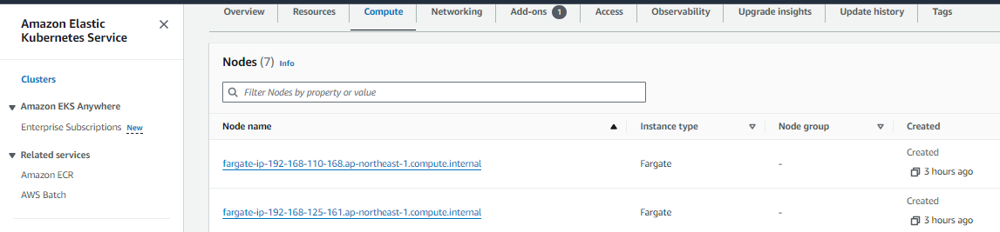 Amazon Elastic
Kubernetes Service
Clusters
Amazon EKS Anywhere
Enterprise Subscriptions New
Related services
Amazon ECR
AWS Batch
Overview Resources Compute Networking Add-ons 1 Access Observability Upgrade insights Update history Tags
Nodes (7) Info
Filter Nodes by property or value
Node name Instance type Node group Created
fargate-ip-192-168-110-168.ap-northeast-1.compute.internal Fargate - Created
3 hours ago
fargate-ip-192-168-125-161.ap-northeast-1.compute.internal Fargate - Created
3 hours ago